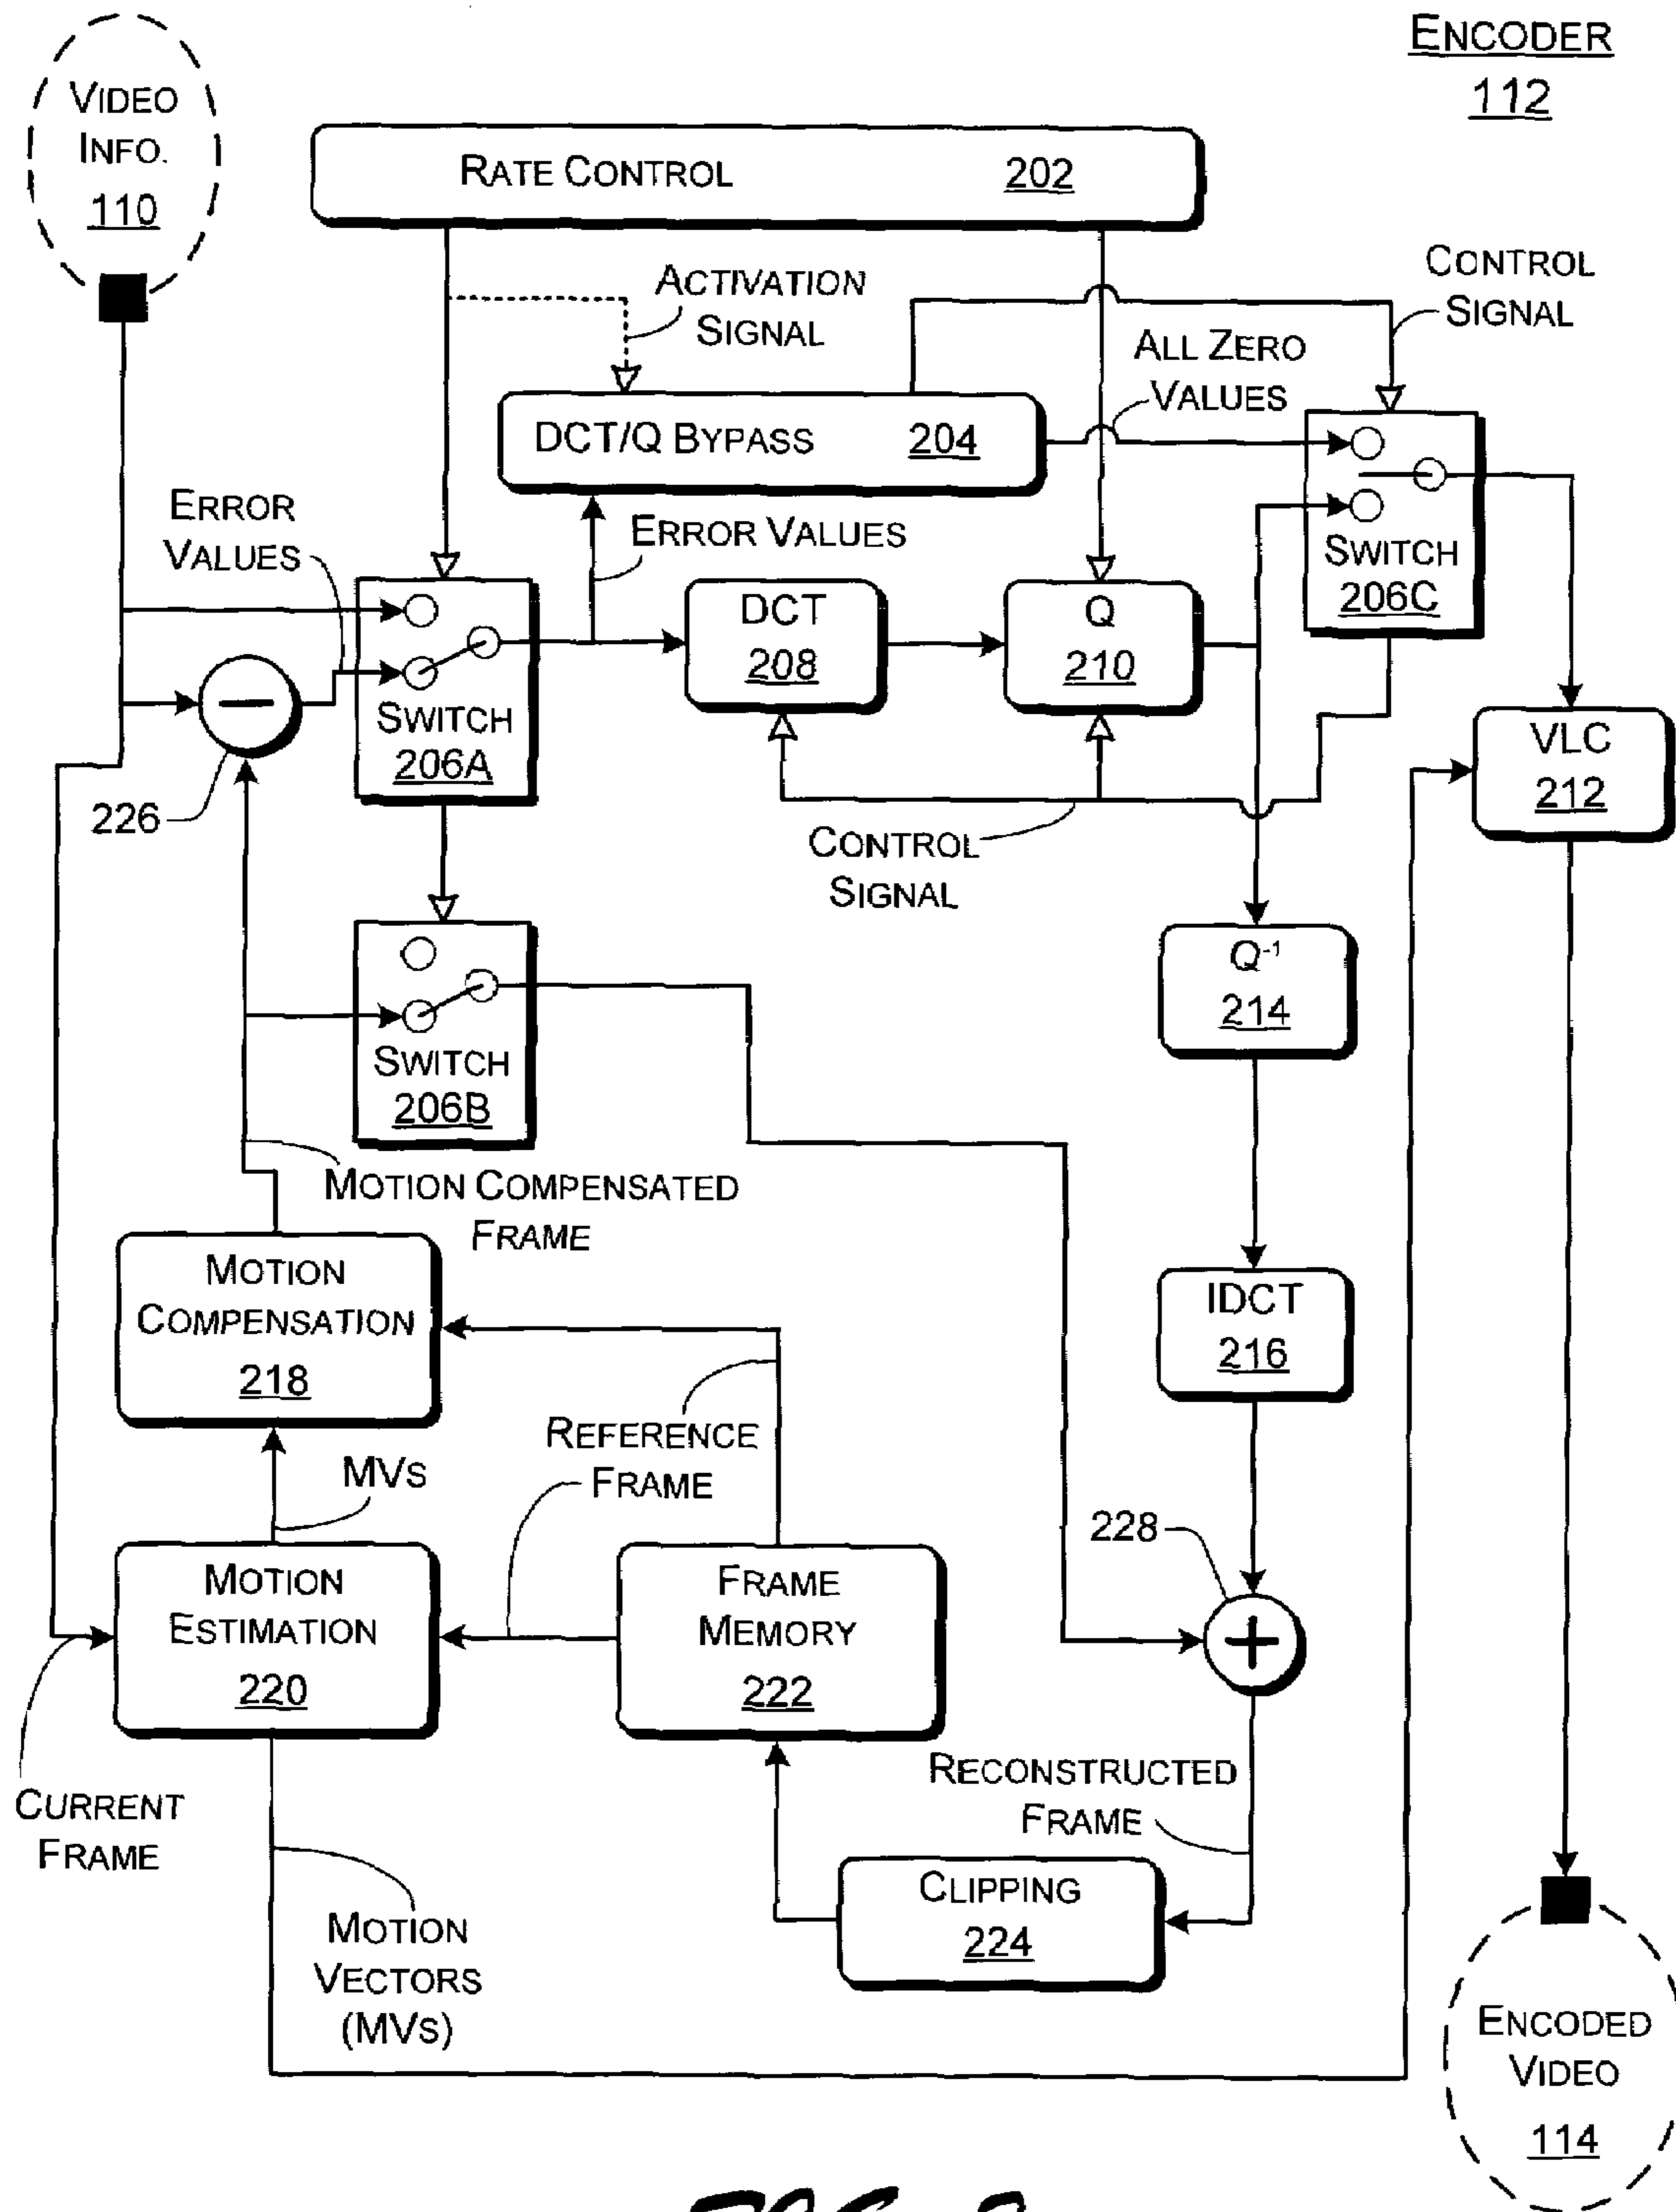 ENCODER
112
VIDEO
INFO.
110
RATE CONTROL 202
ACTIVATION
SIGNAL
CONTROL
SIGNAL
ALL ZERO
VALUES
DCT/Q BYPASS 204
ERROR
VALUES
ERROR VALUES
SWITCH
206A
DCT
208
Q
210
SWITCH
206C
VLC
212
226
CONTROL
SIGNAL
SWITCH
206B
Q-1
214
MOTION COMPENSATED
FRAME
MOTION
COMPENSATION
218
IDCT
216
REFERENCE
FRAME
MVS
228
MOTION
ESTIMATION
220
FRAME
MEMORY
222
CURRENT
FRAME
RECONSTRUCTED
FRAME
CLIPPING
224
MOTION
VECTORS
(MVS)
ENCODED
VIDEO
114